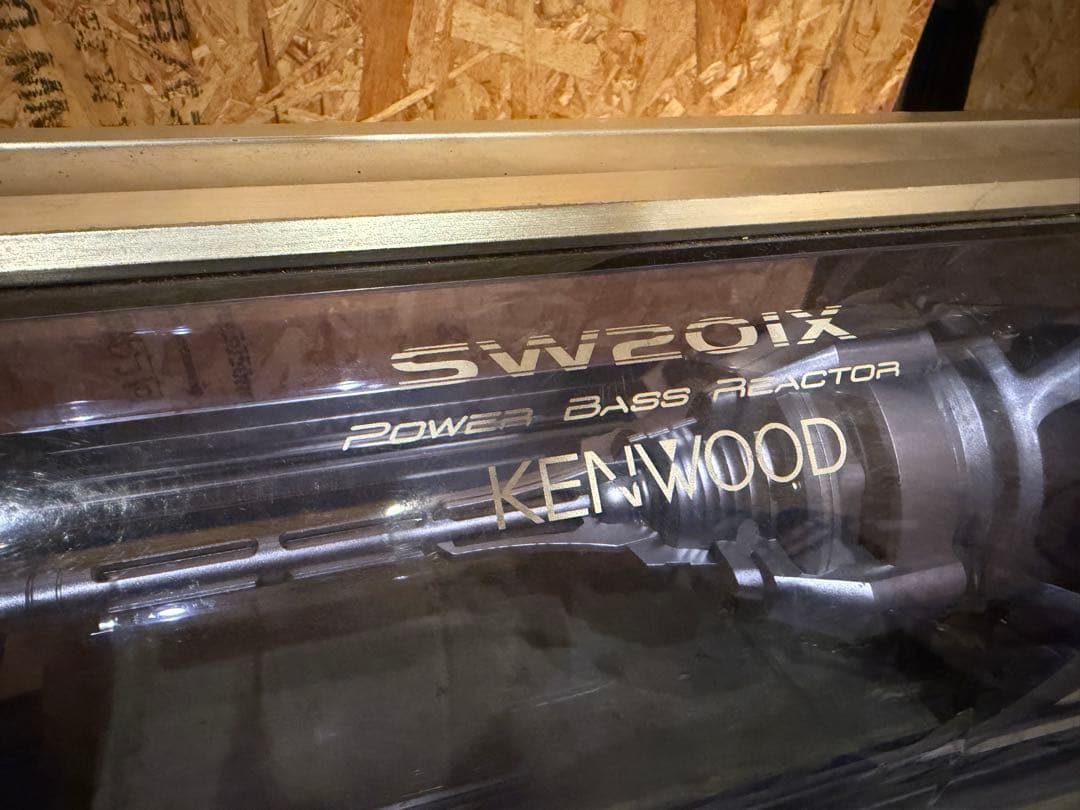 SW201X
POWER BASS REACTOR
KENWOOD